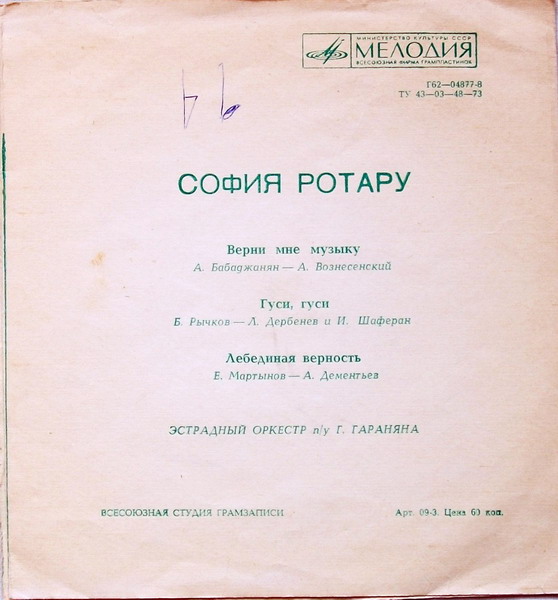 МИНИСТЕРСТВО КУЛЬТУРЫ СССР
МЕЛОДИЯ
ВСЕСОЮЗНАЯ ФИРМА ГРАМПЛАСТИНОК
Г62—04877-8
ТУ 43—03—48—73
СОФИЯ РОТАРУ
Верни мне музыку
А. Бабаджанян — А. Вознесенский
Гуси, гуси
Б. Рычков — Л. Дербенев и И. Шаферан
Лебединая верность
Е. Мартынов — А. Дементьев
ЭСТРАДНЫЙ ОРКЕСТР п/у Г. ГАРАНЯНА
ВСЕСОЮЗНАЯ СТУДИЯ ГРАМЗАПИСИ
Арт. 09-3. Цена 60 коп.